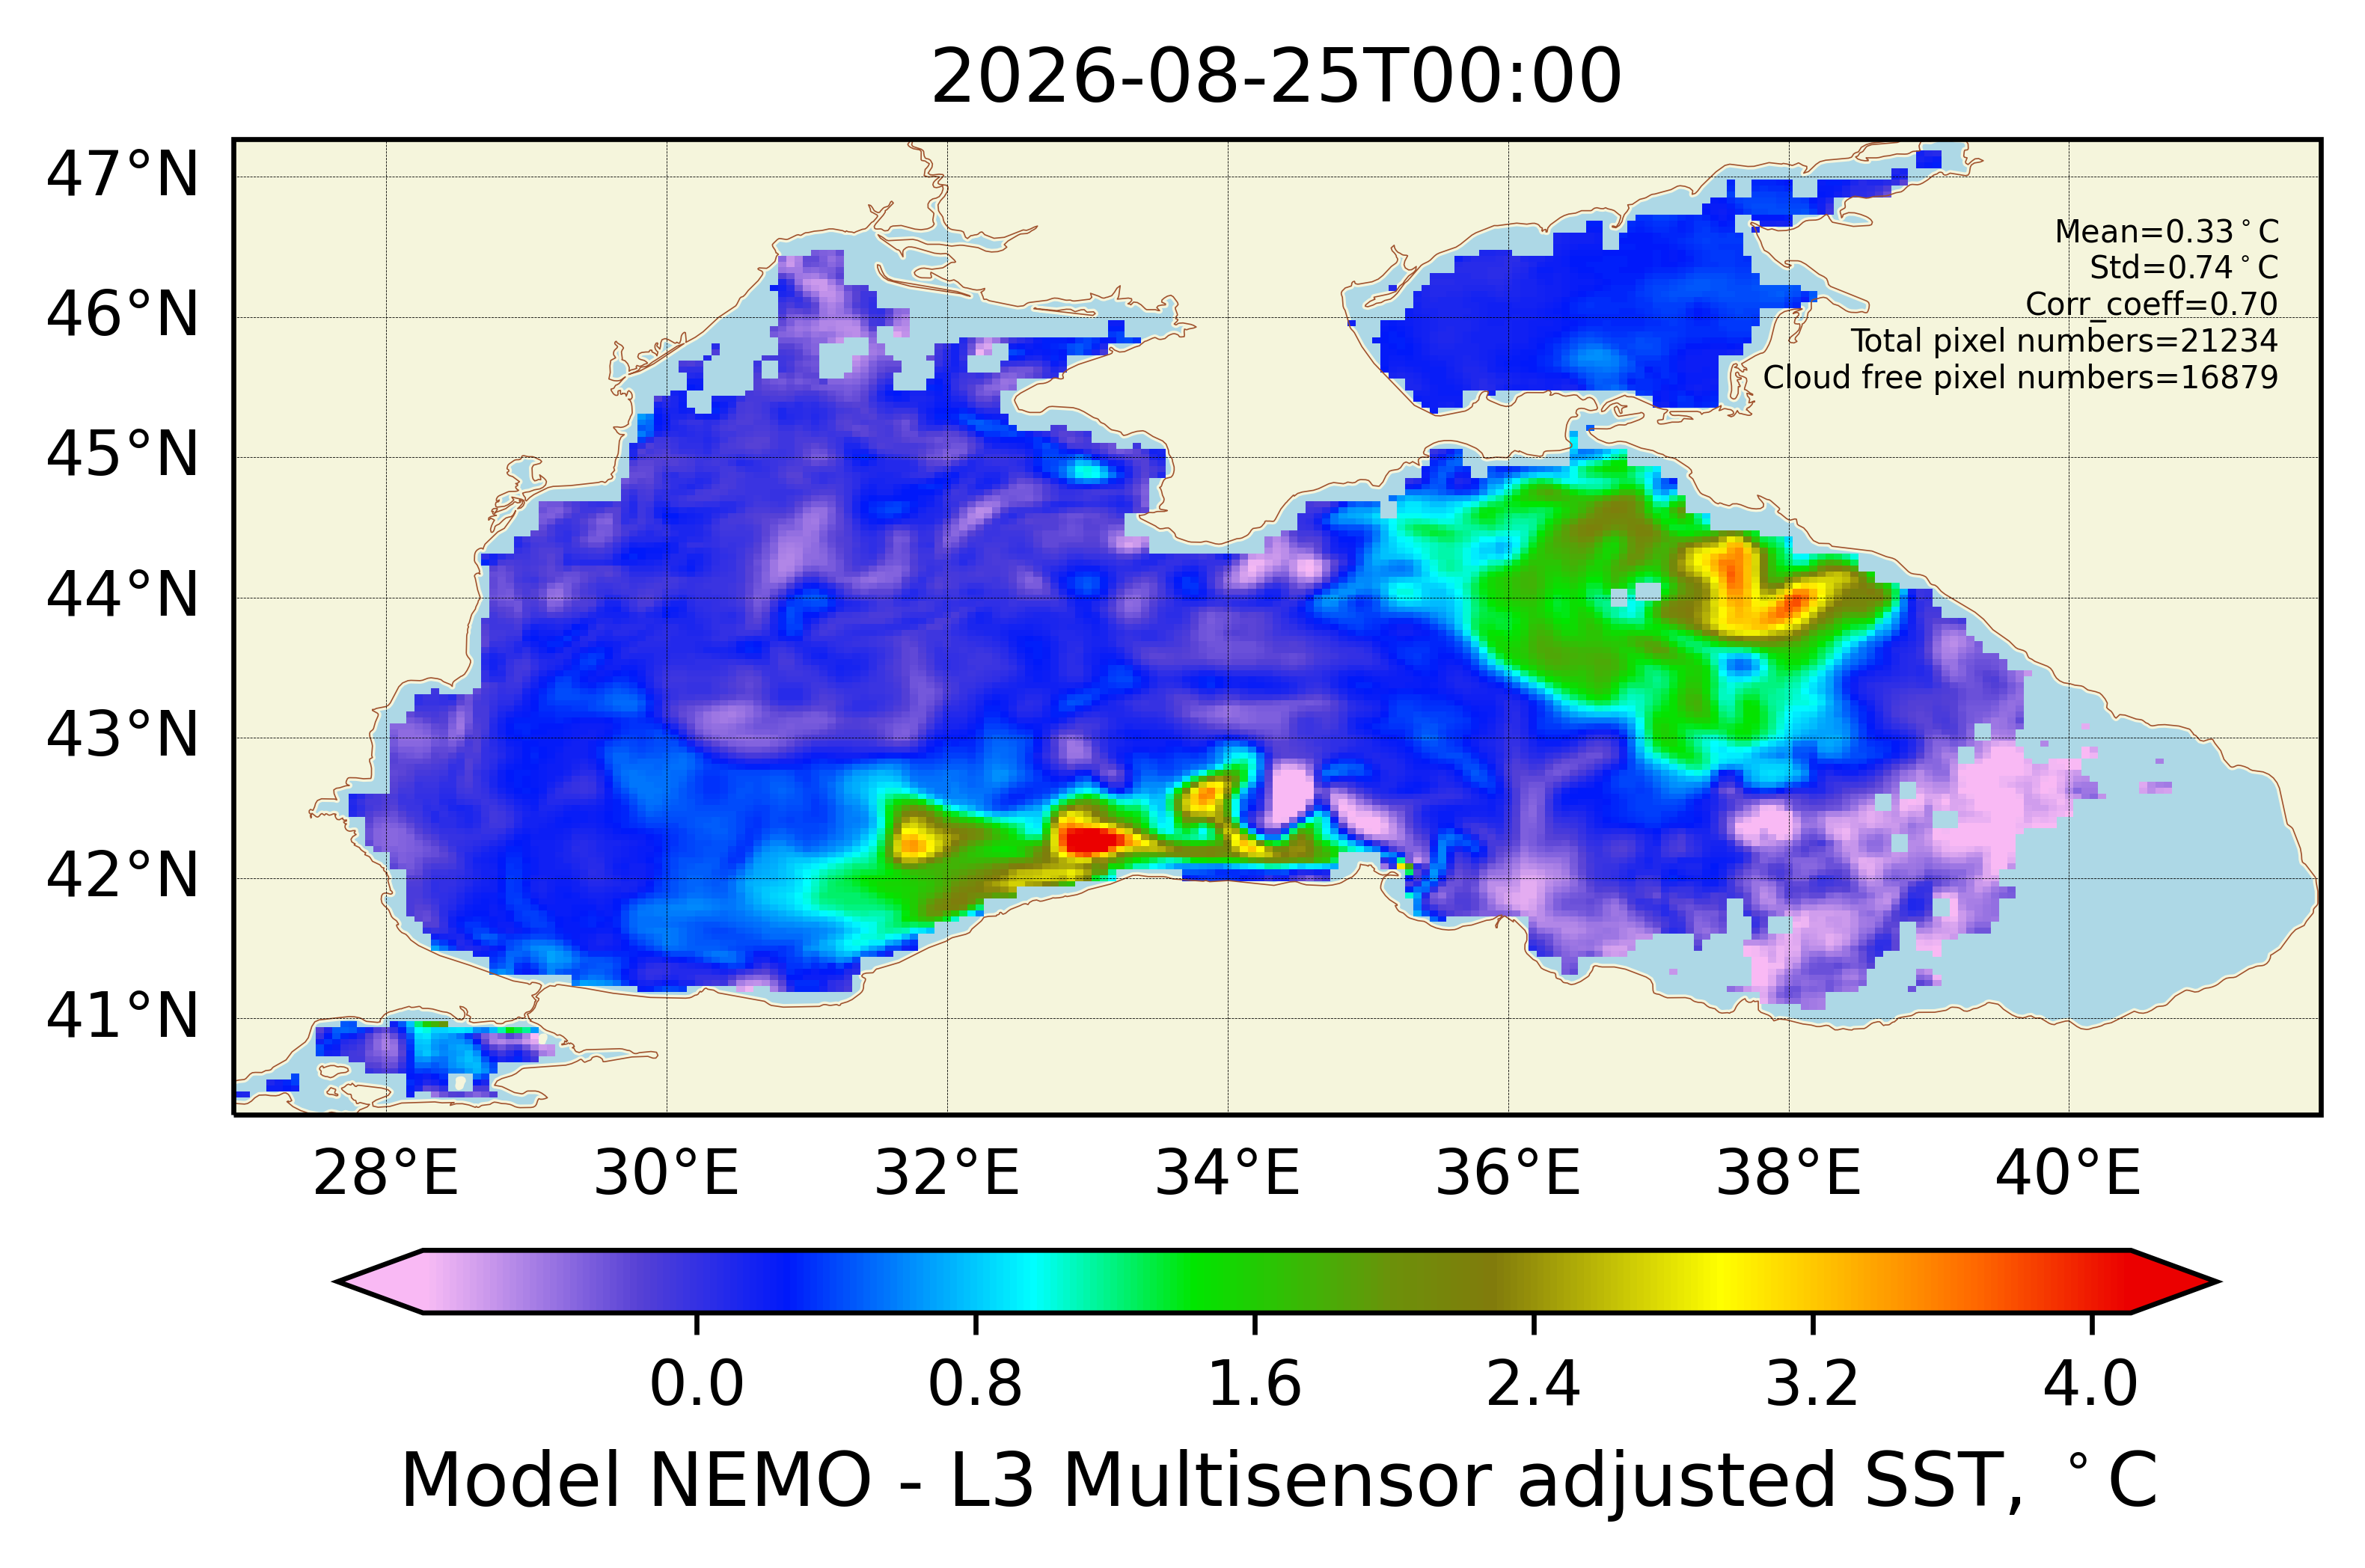 2026-08-25T00:00
47°N
46°N
45°N
44°N
43°N
42°N
41°N
Mean=0.33°C
Std=0.74°C
Corr_coeff=0.70
Total pixel numbers=21234
Cloud free pixel numbers=16879
28°E 30°E 32°E 34°E 36°E 38°E 40°E
0.0 0.8 1.6 2.4 3.2 4.0
Model NEMO - L3 Multisensor adjusted SST, °C